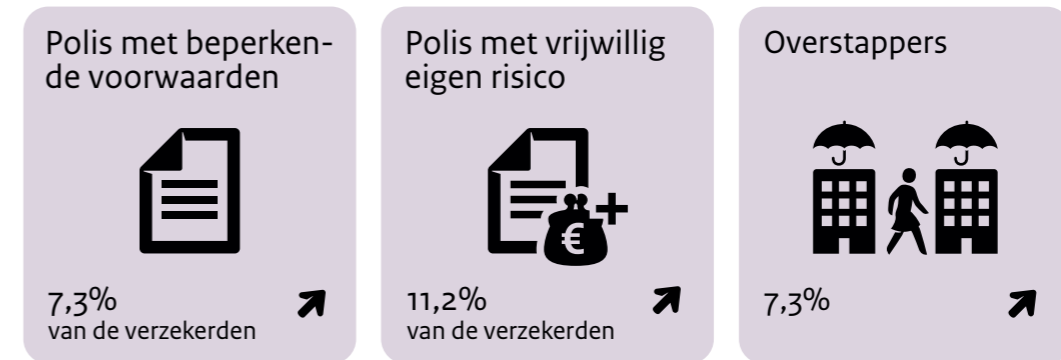 Polis met beperken-
de voorwaarden
7,3%
van de verzekerden
Polis met vrijwillig
eigen risico
€
+
11,2%
van de verzekerden
Overstappers
7,3%